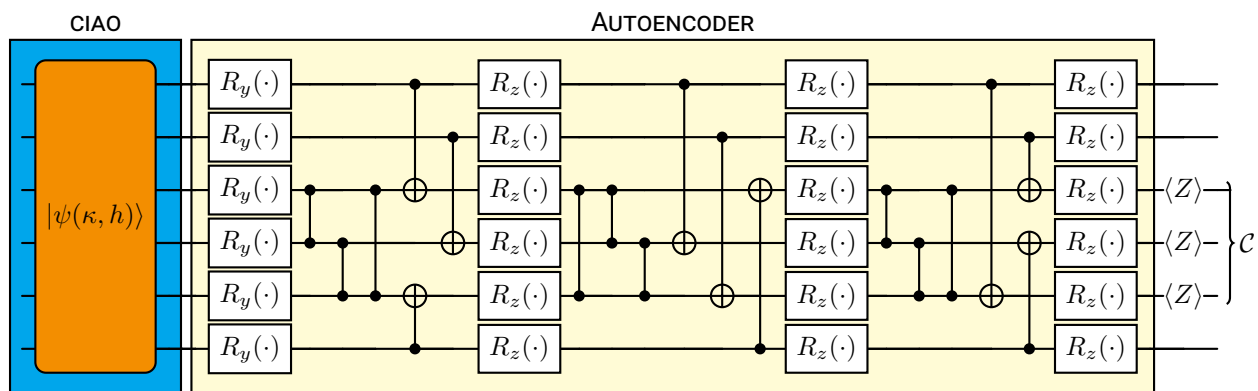 CIAO AUTOENCODER
R_y(·) R_z(·) R_z(·) R_z(·)
R_y(·) R_z(·) R_z(·) R_z(·)
R_y(·) R_z(·) R_z(·) R_z(·) ⟨Z⟩
|ψ(κ, h)⟩ R_y(·) R_z(·) R_z(·) R_z(·) ⟨Z⟩ 𝒞
R_y(·) R_z(·) R_z(·) R_z(·) ⟨Z⟩
R_y(·) R_z(·) R_z(·) R_z(·)